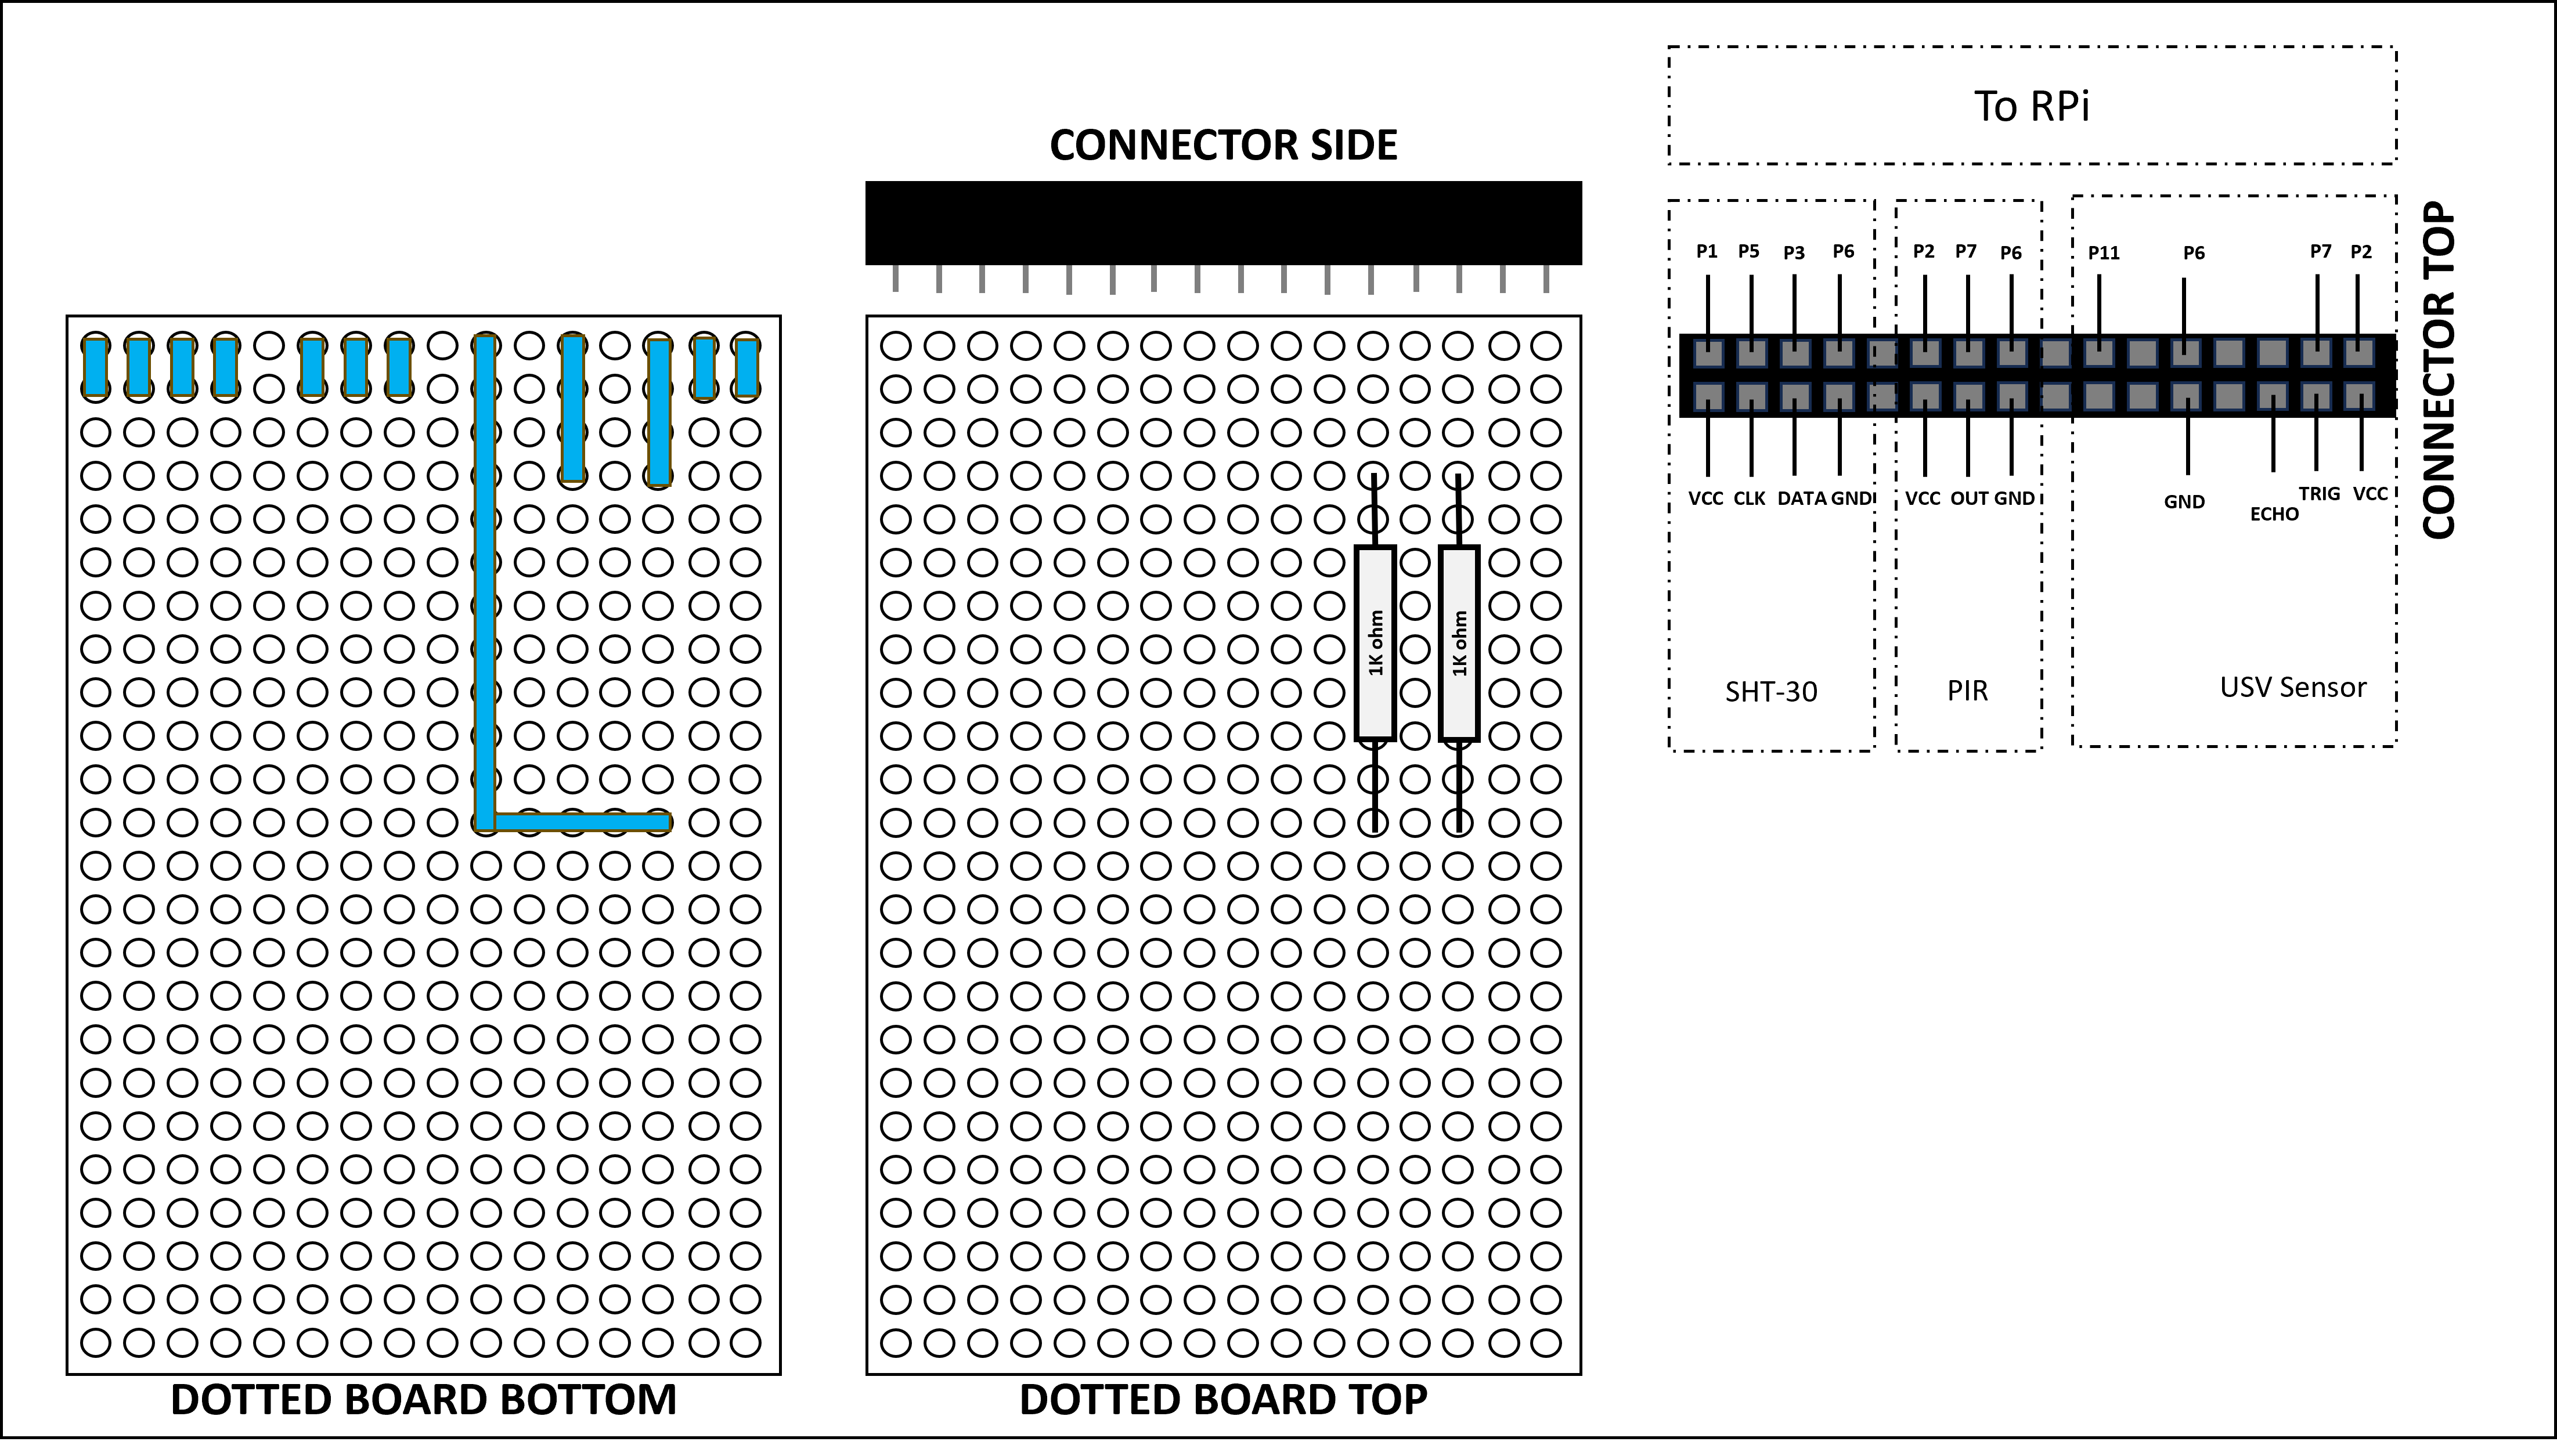 To RPi
CONNECTOR SIDE
CONNECTOR TOP
P1 P5 P3 P6 P2 P7 P6 P11 P6 P7 P2
VCC CLK DATA GND VCC OUT GND GND ECHO TRIG VCC
1K ohm
1K ohm
SHT-30
PIR
USV Sensor
DOTTED BOARD BOTTOM
DOTTED BOARD TOP